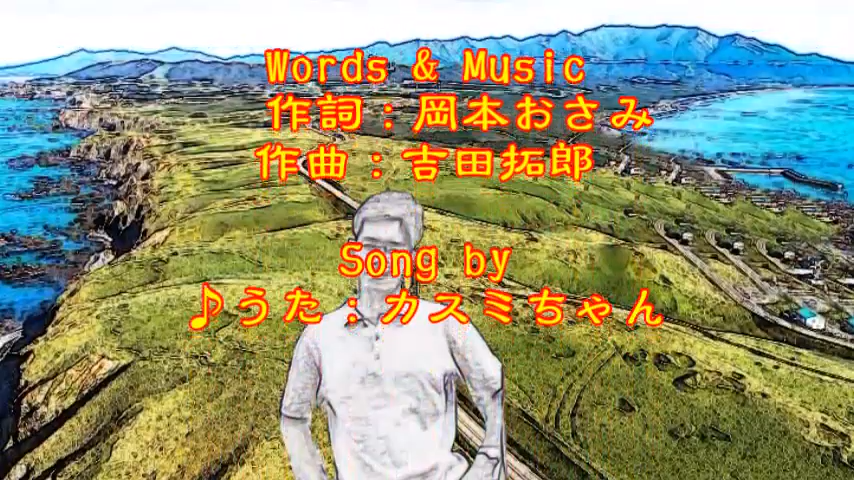 Words & Music
作詞：岡本おさみ
作曲：吉田拓郎
Song by
♪うた：カスミちゃん